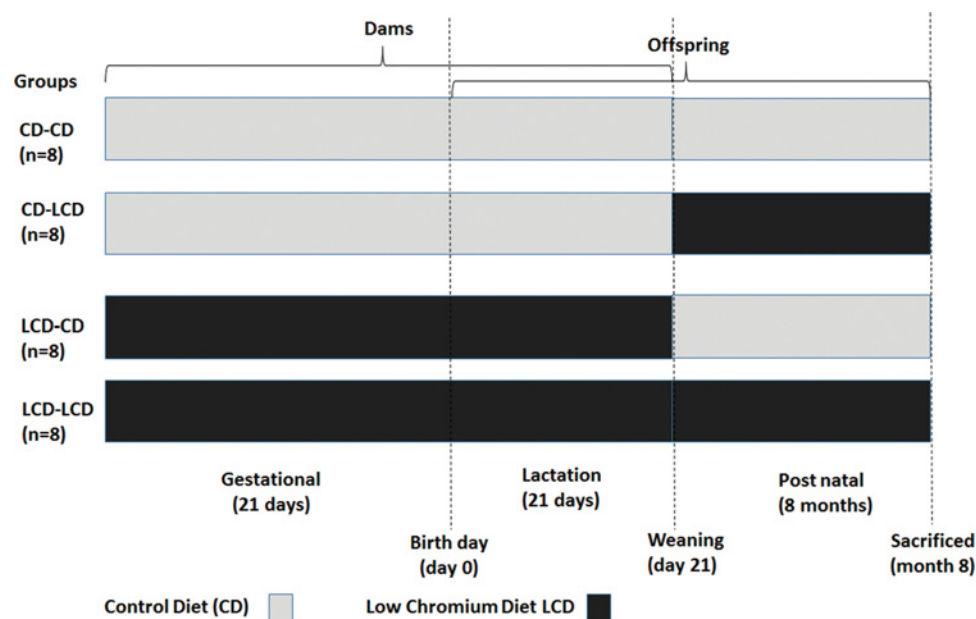 Dams
Offspring
Groups
CD-CD
(n=8)
CD-LCD
(n=8)
LCD-CD
(n=8)
LCD-LCD
(n=8)
Gestational
(21 days)
Lactation
(21 days)
Post natal
(8 months)
Birth day
(day 0)
Weaning
(day 21)
Sacrificed
(month 8)
Control Diet (CD)
Low Chromium Diet LCD